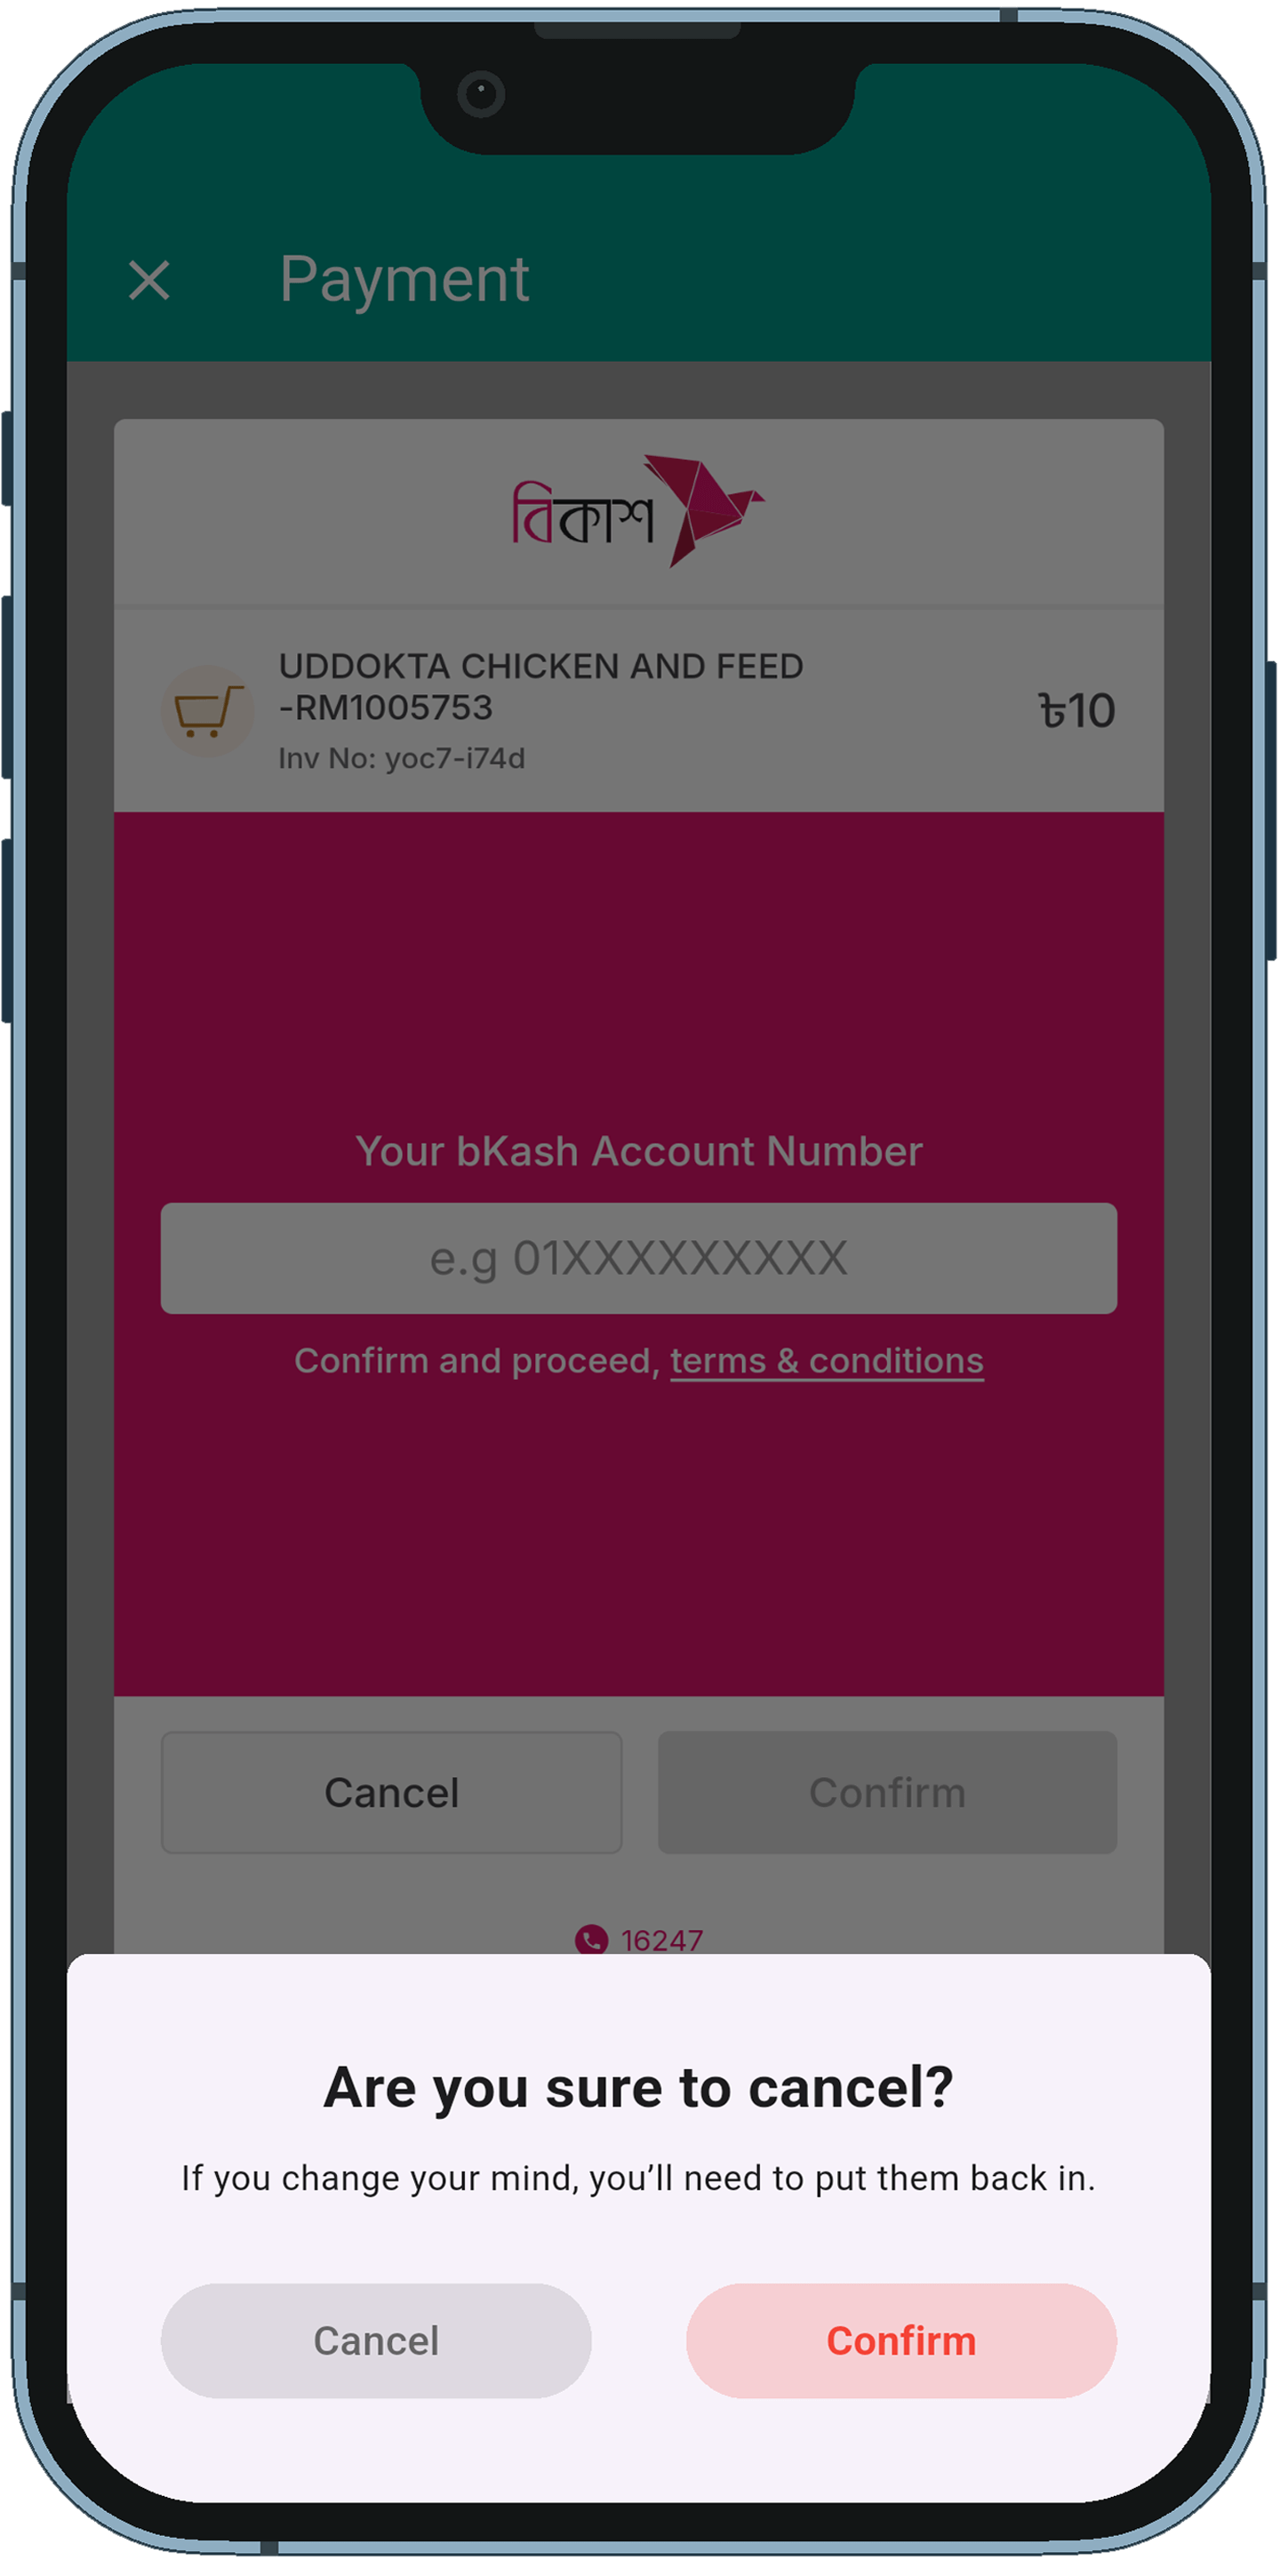 Payment
বিকাশ
UDDOKTA CHICKEN AND FEED
-RM1005753
৳10
Inv No: yoc7-i74d
Your bKash Account Number
e.g 01XXXXXXXXX
Confirm and proceed, terms & conditions
Cancel Confirm
16247
Are you sure to cancel?
If you change your mind, you’ll need to put them back in.
Cancel Confirm